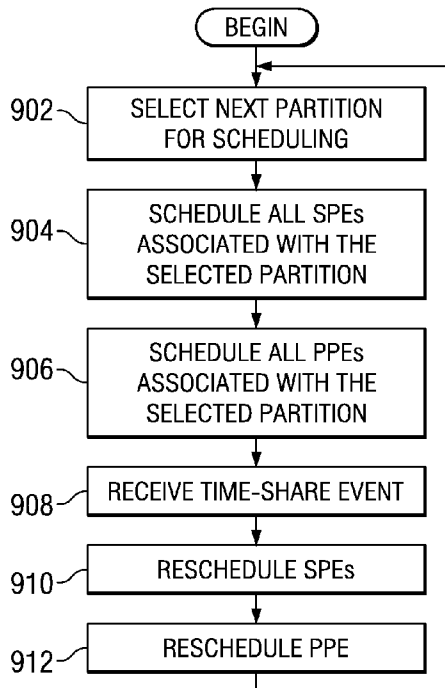 BEGIN
902
SELECT NEXT PARTITION
FOR SCHEDULING
904
SCHEDULE ALL SPEs
ASSOCIATED WITH THE
SELECTED PARTITION
906
SCHEDULE ALL PPEs
ASSOCIATED WITH THE
SELECTED PARTITION
908
RECEIVE TIME-SHARE EVENT
910
RESCHEDULE SPEs
912
RESCHEDULE PPE